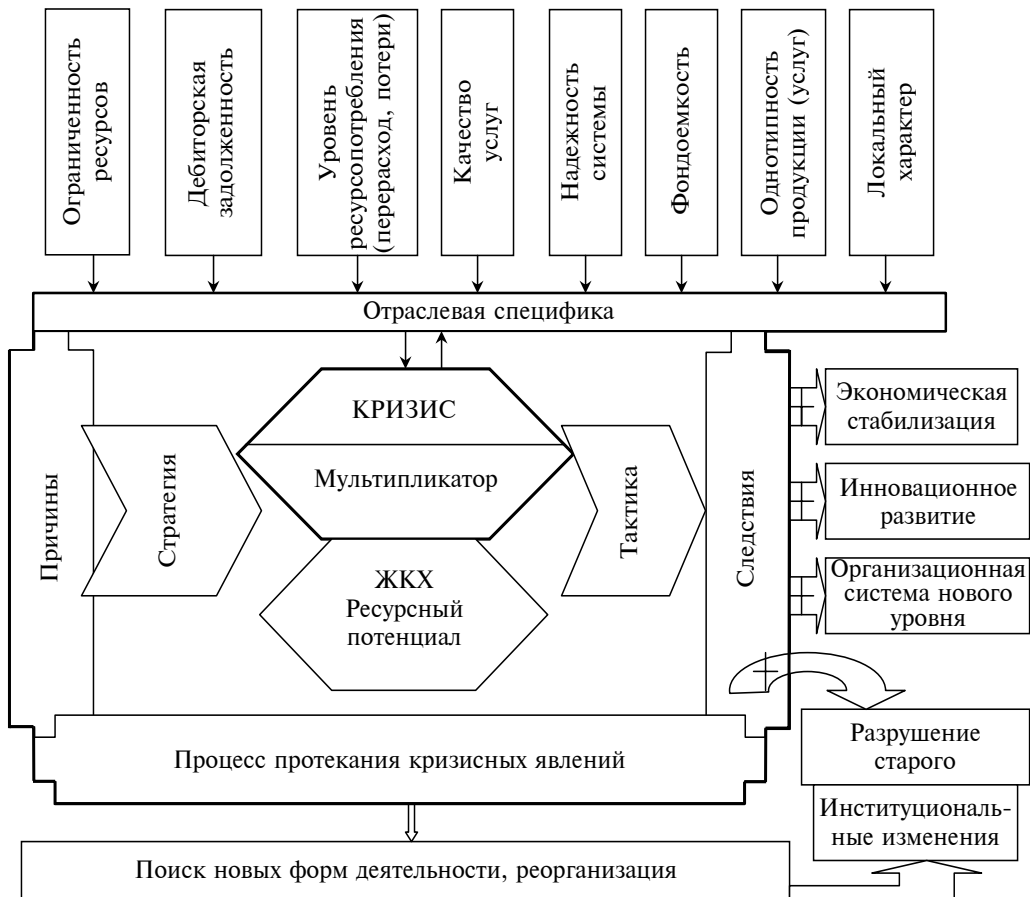 Ограниченность
ресурсов
Дебиторская
задолженность
Уровень
ресурсопотребления
(перерасход, потери)
Качество
услуг
Надежность
системы
Фондоемкость
Однотипность
продукции (услуг)
Локальный
характер
Отраслевая специфика
Причины
Стратегия
КРИЗИС
Мультипликатор
ЖКХ
Ресурсный
потенциал
Тактика
Следствия
Экономическая
стабилизация
Инновационное
развитие
Организационная
система нового
уровня
Процесс протекания кризисных явлений
Разрушение
старого
Институциональ-
ные изменения
Поиск новых форм деятельности, реорганизация